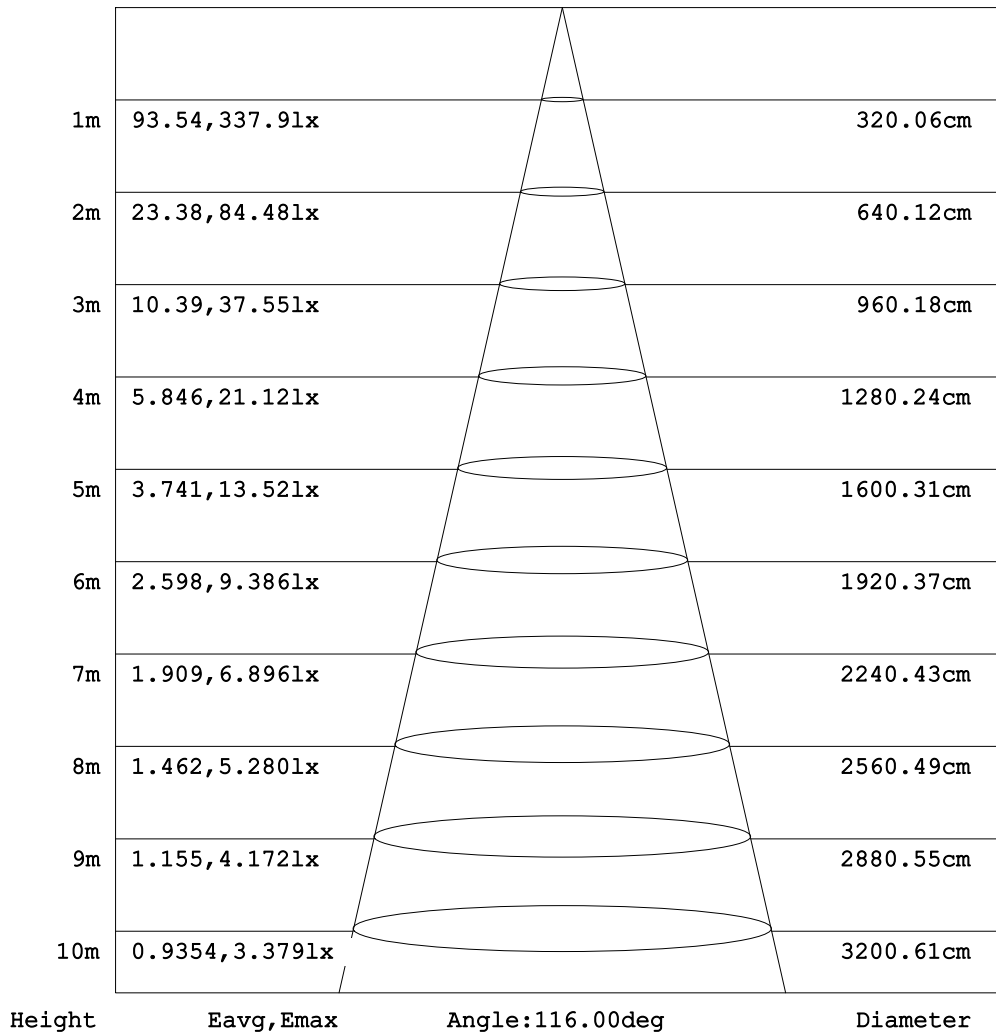 1m 93.54,337.9lx 320.06cm
2m 23.38,84.48lx 640.12cm
3m 10.39,37.55lx 960.18cm
4m 5.846,21.12lx 1280.24cm
5m 3.741,13.52lx 1600.31cm
6m 2.598,9.386lx 1920.37cm
7m 1.909,6.896lx 2240.43cm
8m 1.462,5.280lx 2560.49cm
9m 1.155,4.172lx 2880.55cm
10m 0.9354,3.379lx 3200.61cm
Height Eavg,Emax Angle:116.00deg Diameter